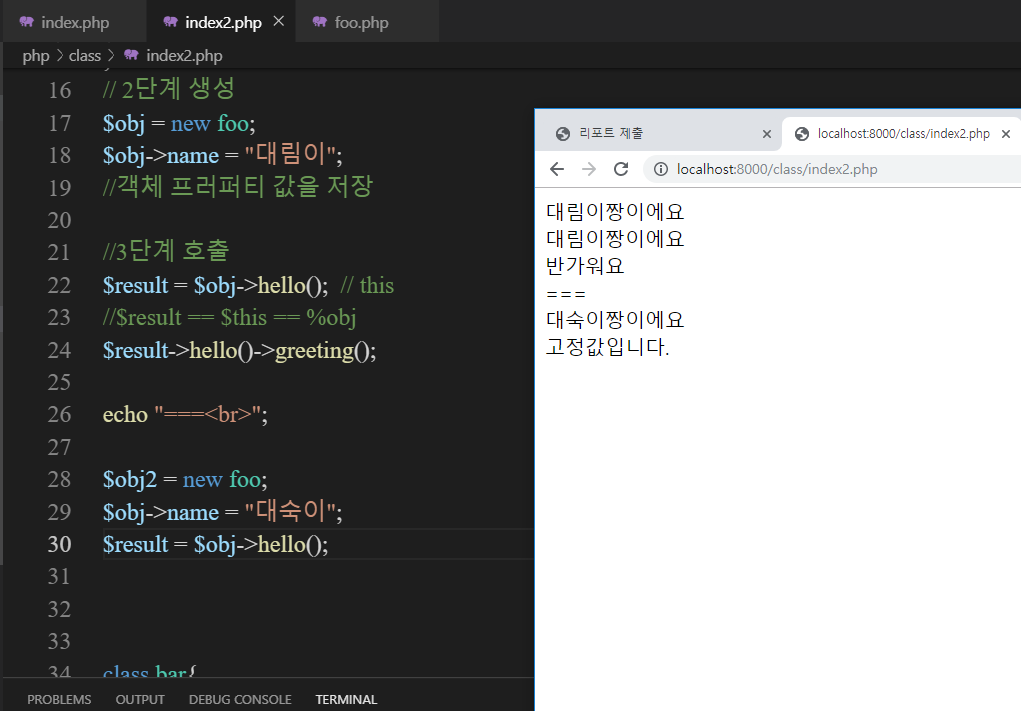 index.php
index2.php
foo.php
php > class > index2.php
16 // 2단계 생성
17 $obj = new foo;
18 $obj->name = "대림이";
19 //객체 프러퍼티 값을 저장
20
21 //3단계 호출
22 $result = $obj->hello(); // this
23 //$result == $this == %obj
24 $result->hello()->greeting();
25
26 echo "===<br>";
27
28 $obj2 = new foo;
29 $obj->name = "대숙이";
30 $result = $obj->hello();
31
32
33
34 class bar{
PROBLEMS OUTPUT DEBUG CONSOLE TERMINAL
리포트 제출
localhost:8000/class/index2.php
localhost:8000/class/index2.php
대림이짱이에요
대림이짱이에요
반가워요
===
대숙이짱이에요
고정값입니다.